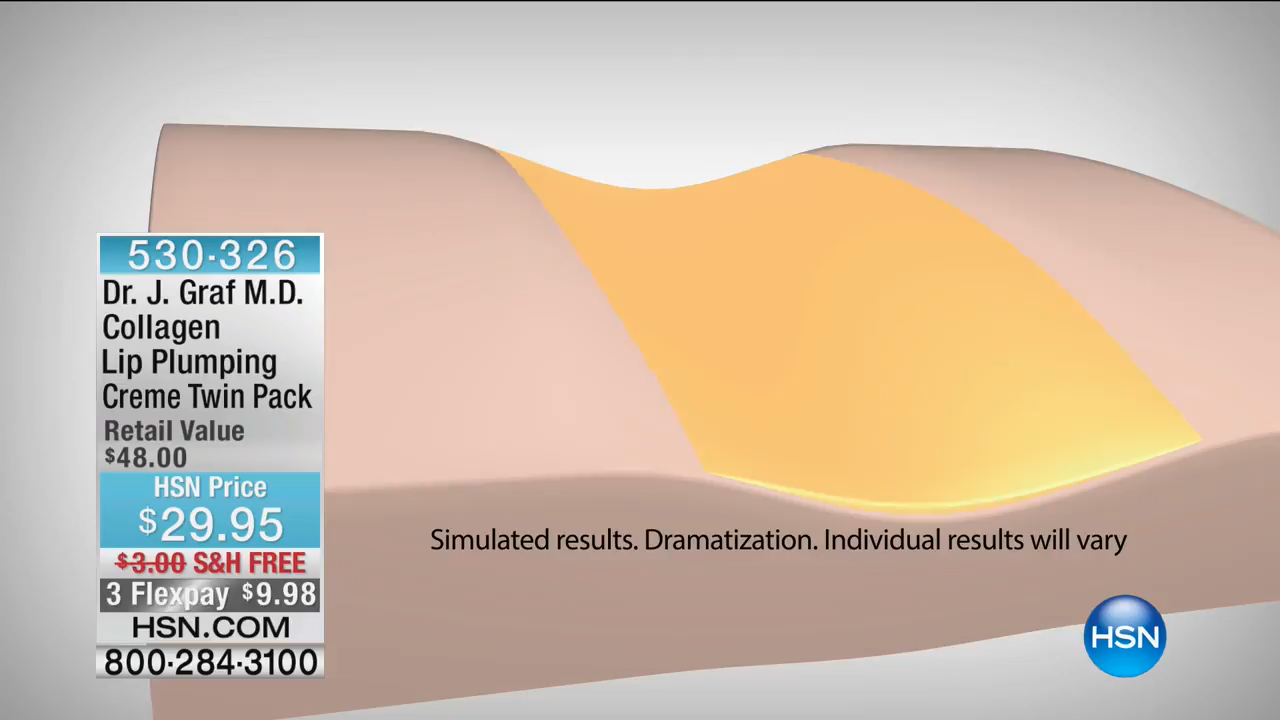 530-326
Dr. J. Graf M.D.
Collagen
Lip Plumping
Creme Twin Pack
Retail Value
$48.00
HSN Price
$29.95
$3.00 S&H FREE
3 Flexpay $9.98
HSN.COM
800-284-3100
Simulated results. Dramatization. Individual results will vary
HSN